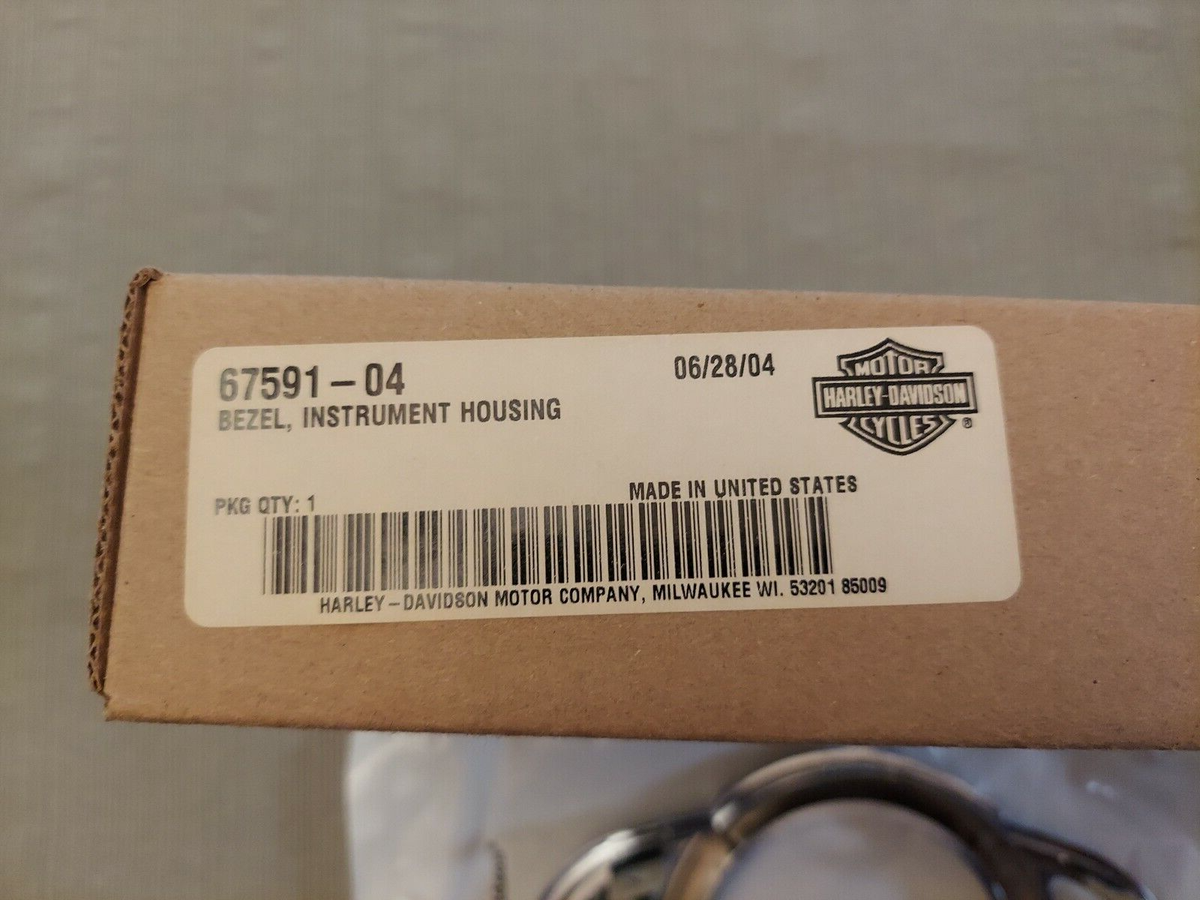 67591-04
06/28/04
BEZEL, INSTRUMENT HOUSING
MOTOR
HARLEY-DAVIDSON
CYCLES
®
MADE IN UNITED STATES
PKG QTY: 1
HARLEY-DAVIDSON MOTOR COMPANY, MILWAUKEE WI. 53201 85009